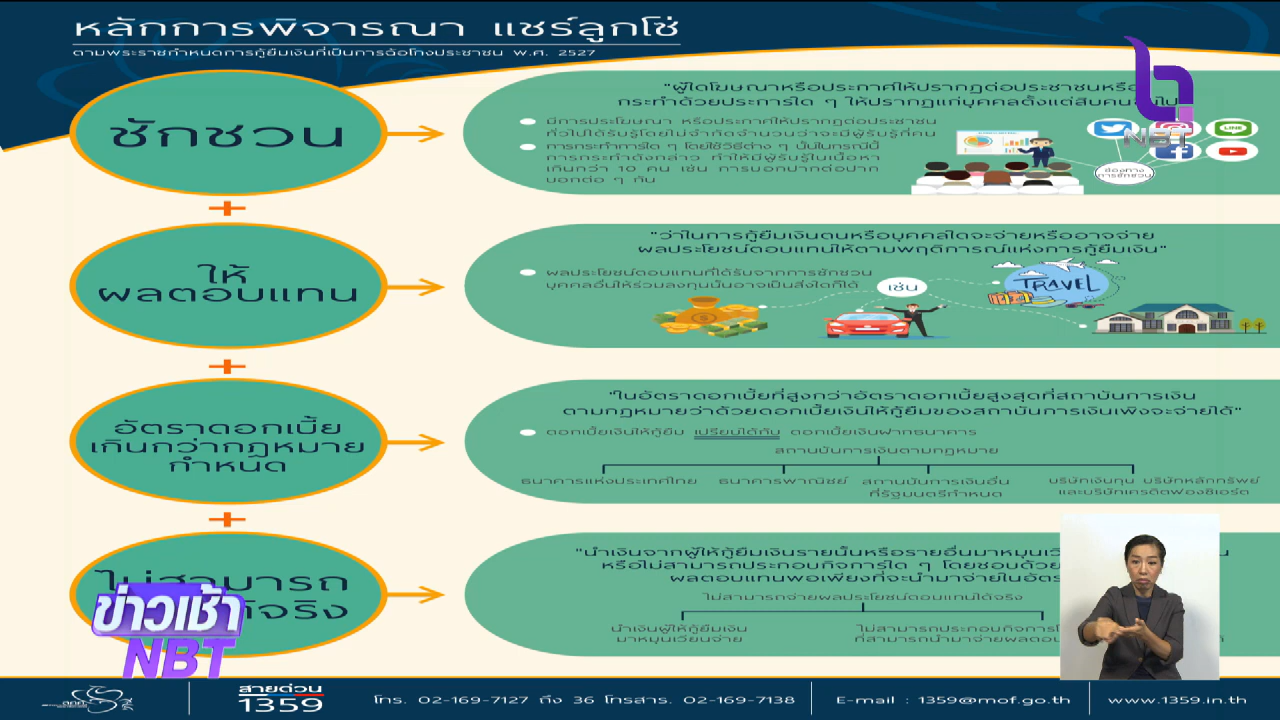 หลักการพิจารณา แชร์ลูกโซ่
ตามพระราชกำหนดการกู้ยืมเงินที่เป็นการฉ้อโกงประชาชน พ.ศ. 2527
ชักชวน
"ผู้ใดโฆษณาหรือประกาศให้ปรากฏต่อประชาชนหรือ
กระทำด้วยประการใด ๆ ให้ปรากฏแก่บุคคลตั้งแต่สิบคน
มีการประโยชน์ณา หรือประกาศให้ปรากฏต่อประชาชน
ทั่วไปได้รับรู้โดยไม่จำกัดจำนวนว่าจะมีผู้รับรู้กี่คน
การกระทำการใด ๆ โดยใช้วิธีต่าง ๆ นั้นในกรณีนี้
การกระทำดังกล่าว ทำให้มีผู้รับรู้ในเนื้อหา
เกินกว่า 10 คน เช่น การบอกปากต่อปาก
บอกต่อ ๆ กัน
LINE
ช่องทาง
การชักชวน
NBT
+
ให้
ผลตอบแทน
"ว่าในการกู้ยืมเงินตนหรือบุคคลใดจะจ่ายหรืออาจจ่าย
ผลประโยชน์ตอบแทนให้ตามพฤติการณ์แห่งการกู้ยืมเงิน"
ผลประโยชน์ตอบแทนที่ได้รับจากการชักชวน
บุคคลอื่นให้ร่วมลงทุนนั้นอาจเป็นสิ่งใดก็ได้
เช่น
TRAVEL
+
อัตราดอกเบี้ย
เกินกว่ากฎหมาย
กำหนด
"ในอัตราดอกเบี้ยที่สูงกว่าอัตราดอกเบี้ยสูงสุดที่สถาบันการเงิน
ตามกฎหมายว่าด้วยดอกเบี้ยเงินให้กู้ยืมของสถาบันการเงินพึงจะจ่ายได้"
ดอกเบี้ยเงินให้กู้ยืม เปรียบได้กับ ดอกเบี้ยเงินฝากธนาคาร
สถาบันการเงินตามกฎหมาย
ธนาคารแห่งประเทศไทย
ธนาคารพาณิชย์
สถาบันการเงินอื่น
ที่รัฐมนตรีกำหนด
บริษัทเงินทุน บริษัทหลักทรัพย์
และบริษัทเครดิตฟองซิเอร์
+
ไม่สามารถ
จริง
"นำเงินจากผู้ให้กู้ยืมเงินรายนั้นหรือรายอื่นมาหมุนเวี
หรือไม่สามารถประกอบกิจการใด ๆ โดยชอบด้วย
ผลตอบแทนพอเพียงที่จะนำมาจ่ายในอัตร
ไม่สามารถจ่ายผลประโยชน์ตอบแทนได้จริง
นำเงินผู้ให้กู้ยืมเงิน
มาหมุนเวียนจ่าย
ไม่สามารถประกอบกิจการ
ที่สามารถนำมาจ่ายผลตอบ
ข่าวเช้า
NBT
สายด่วน
1359
โทร. 02-169-7127 ถึง 36 โทรสาร. 02-169-7138
E-mail : 1359@mof.go.th
www.1359.in.th